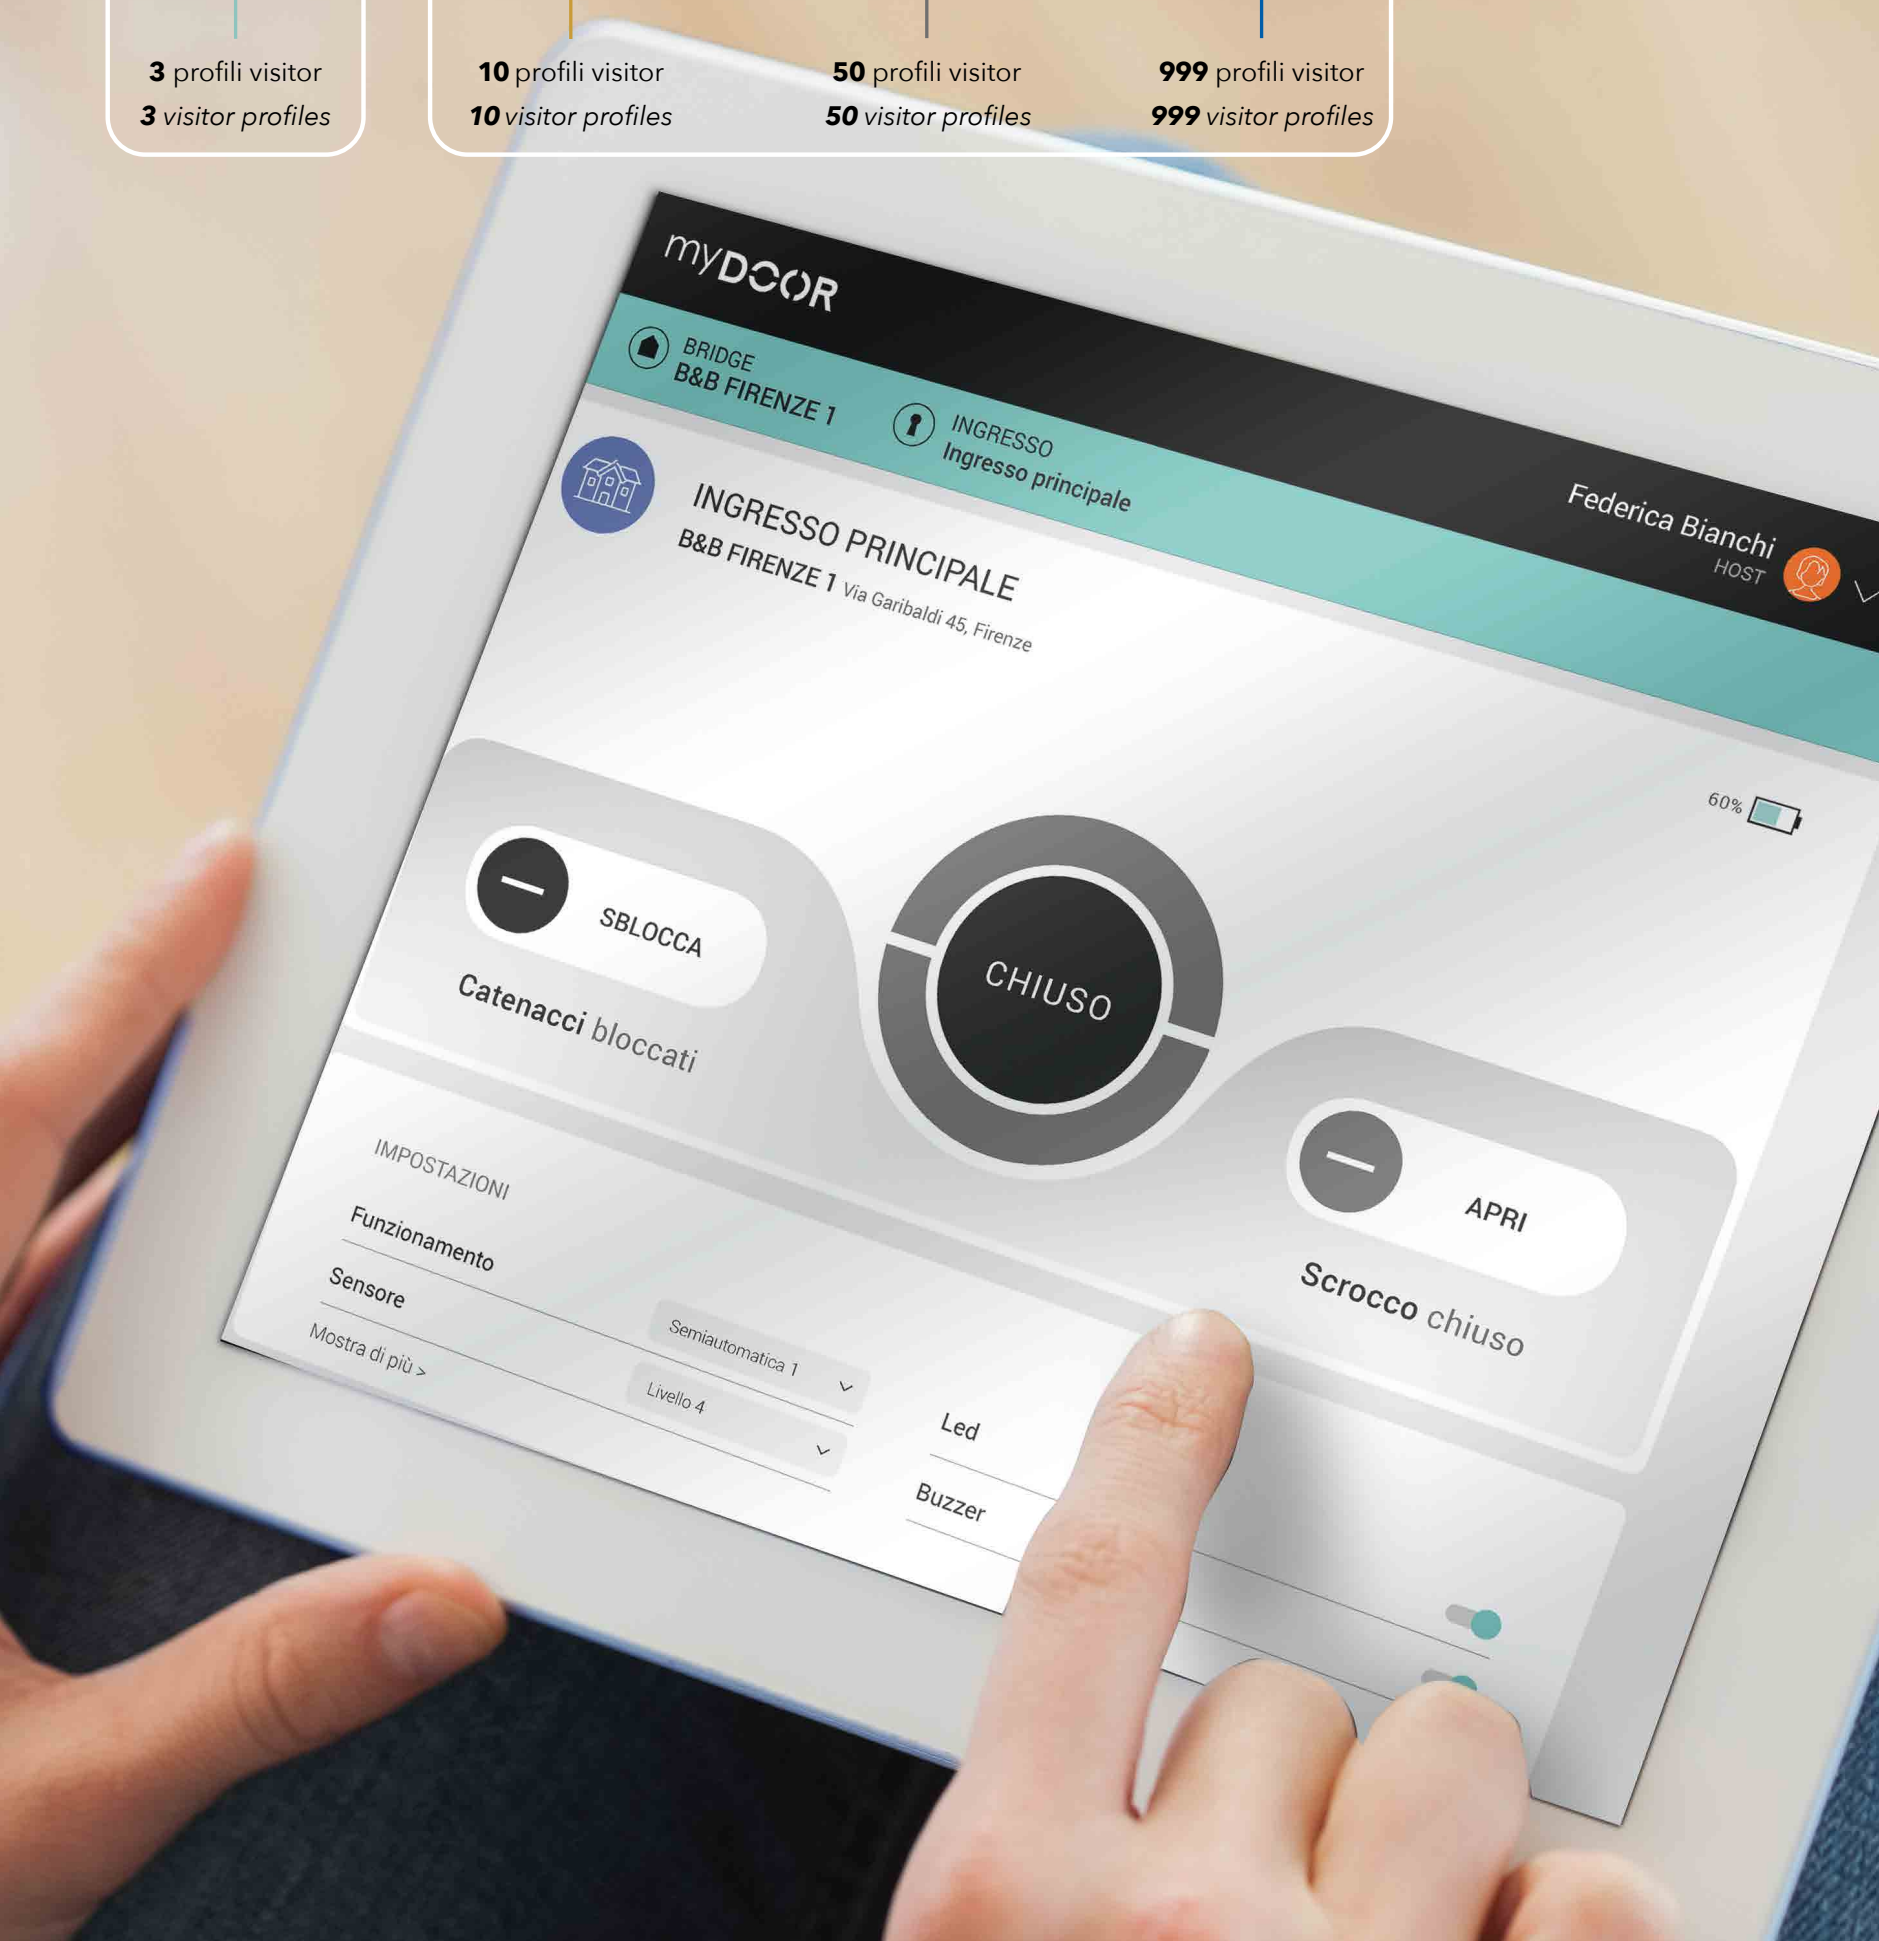 3 profili visitor
3 visitor profiles
10 profili visitor
10 visitor profiles
50 profili visitor
50 visitor profiles
999 profili visitor
999 visitor profiles
myDOOR
Federica Bianchi
HOST
BRIDGE
B&B FIRENZE 1
INGRESSO
Ingresso principale
INGRESSO PRINCIPALE
B&B FIRENZE 1 Via Garibaldi 45, Firenze
60%
SBLOCCA
Catenacci bloccati
CHIUSO
APRI
Scrocco chiuso
IMPOSTAZIONI
Funzionamento
Semiautomatica 1
Sensore
Livello 4
Mostra di più >
Led
Buzzer